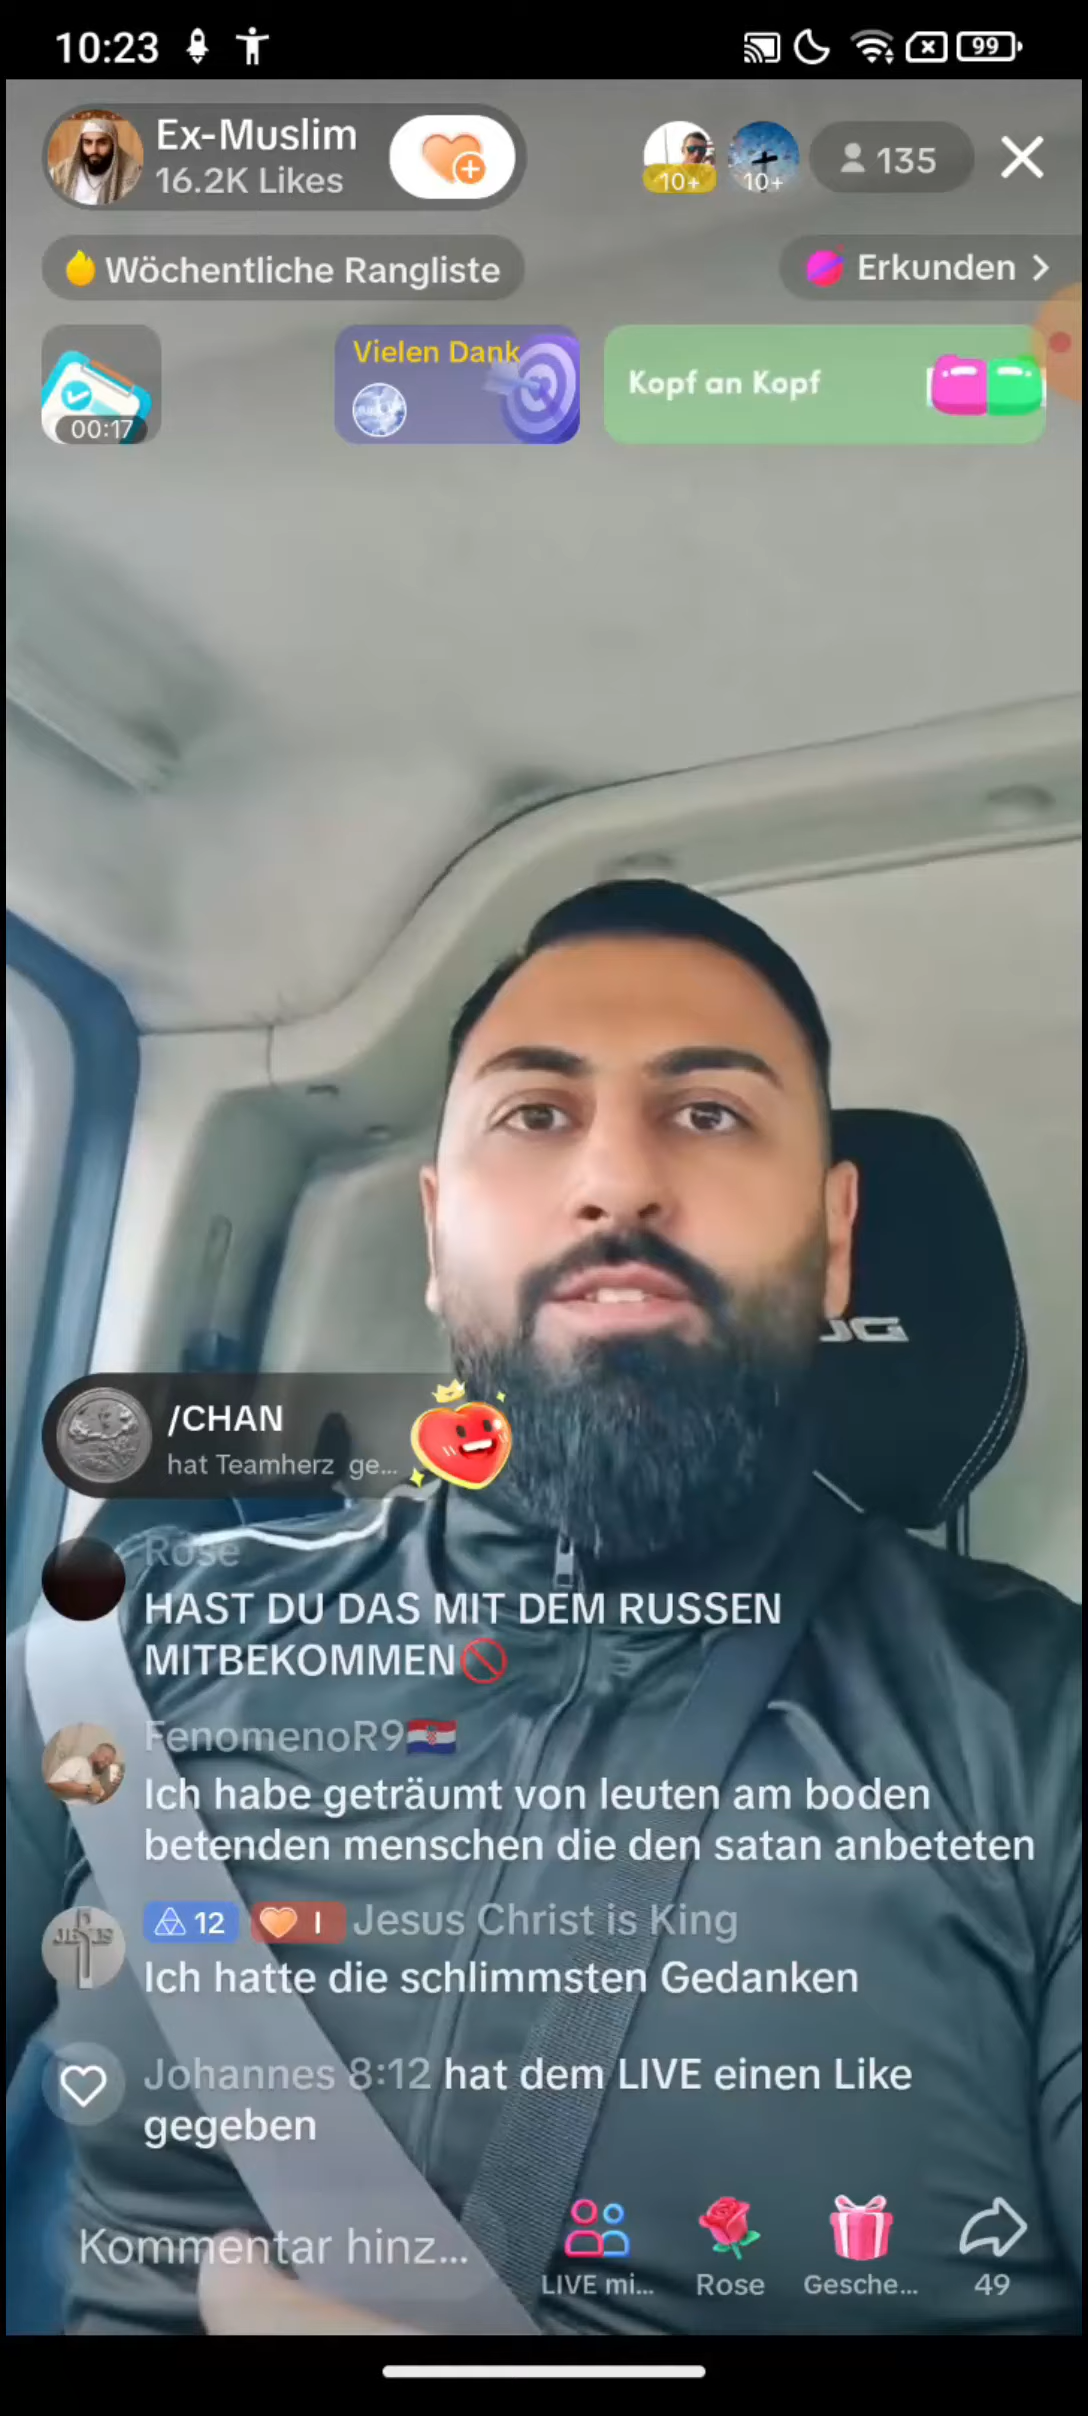 10:23
99
Ex-Muslim
16.2K Likes
10+
10+
135
Wöchentliche Rangliste
Erkunden
00:17
Vielen Dank
Kopf an Kopf
/CHAN
hat Teamherz ge...
Rose
HAST DU DAS MIT DEM RUSSEN
MITBEKOMMEN🚫
FenomenoR9🇭🇷
Ich habe geträumt von leuten am boden
betenden menschen die den satan anbeteten
12 I Jesus Christ is King
Ich hatte die schlimmsten Gedanken
Johannes 8:12 hat dem LIVE einen Like
gegeben
Kommentar hinz...
LIVE mi...
Rose
Gesche...
49